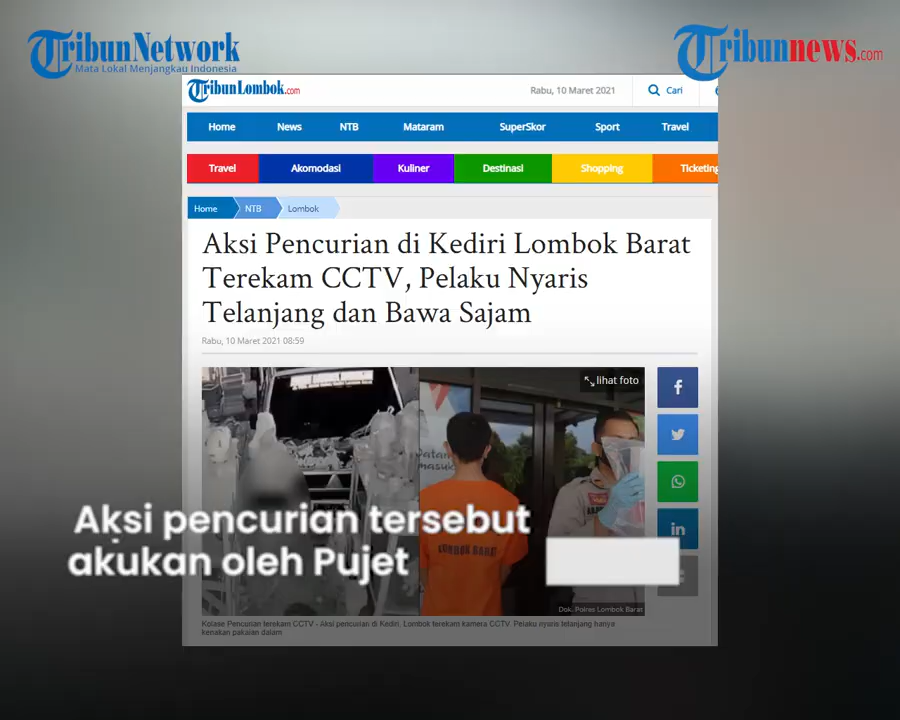 TribunNetwork
Mata Lokal Menjangkau Indonesia
Tribunnews.com
TribunLombok.com
Rabu, 10 Maret 2021
Cari
Home News NTB Mataram SuperSkor Sport Travel
Travel Akomodasi Kuliner Destinasi Shopping Ticketing
Home NTB Lombok
Aksi Pencurian di Kediri Lombok Barat
Terekam CCTV, Pelaku Nyaris
Telanjang dan Bawa Sajam
Rabu, 10 Maret 2021 08:59
lihat foto
LOMBOK BARAT
Aksi pencurian tersebut
akukan oleh Pujet
Dok. Polres Lombok Barat
Kolase Pencurian terekam CCTV - Aksi pencurian di Kediri, Lombok terekam kamera CCTV. Pelaku nyaris telanjang hanya
kenakan pakaian dalam